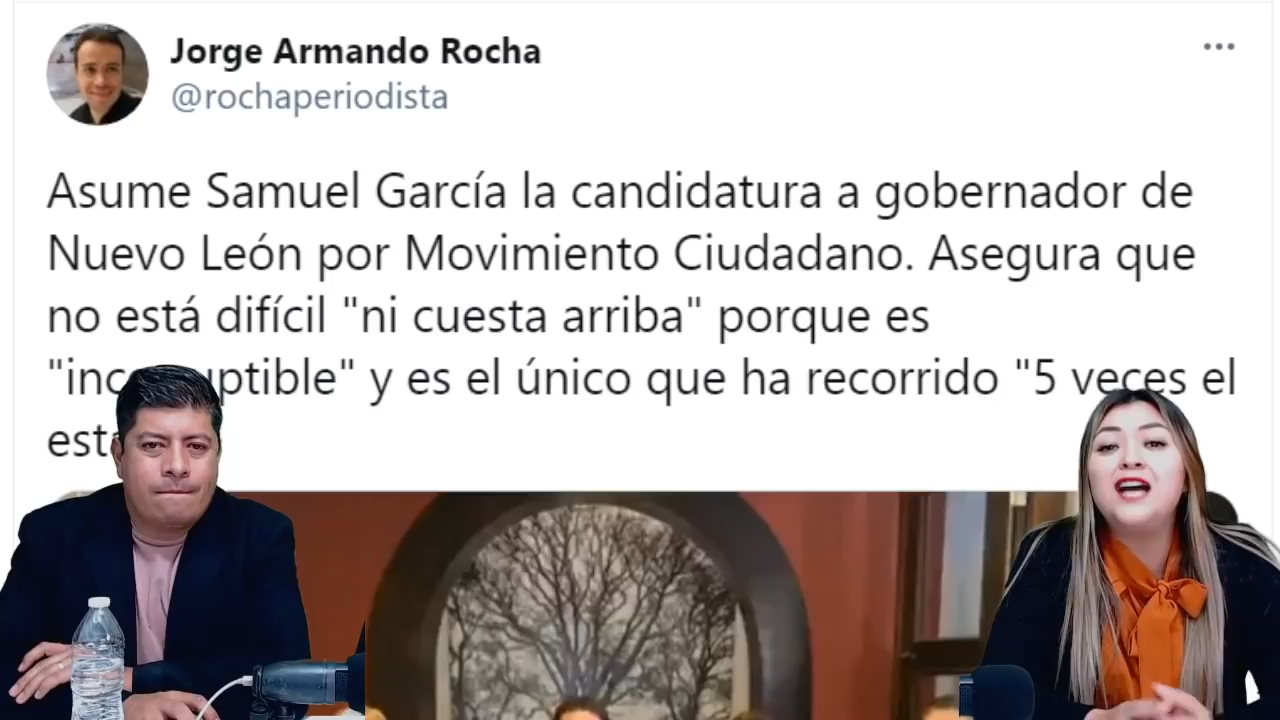 Jorge Armando Rocha
@rochaperiodista
Asume Samuel García la candidatura a gobernador de
Nuevo León por Movimiento Ciudadano. Asegura que
no está difícil "ni cuesta arriba" porque es
y es el único que ha recorrido "5 veces el